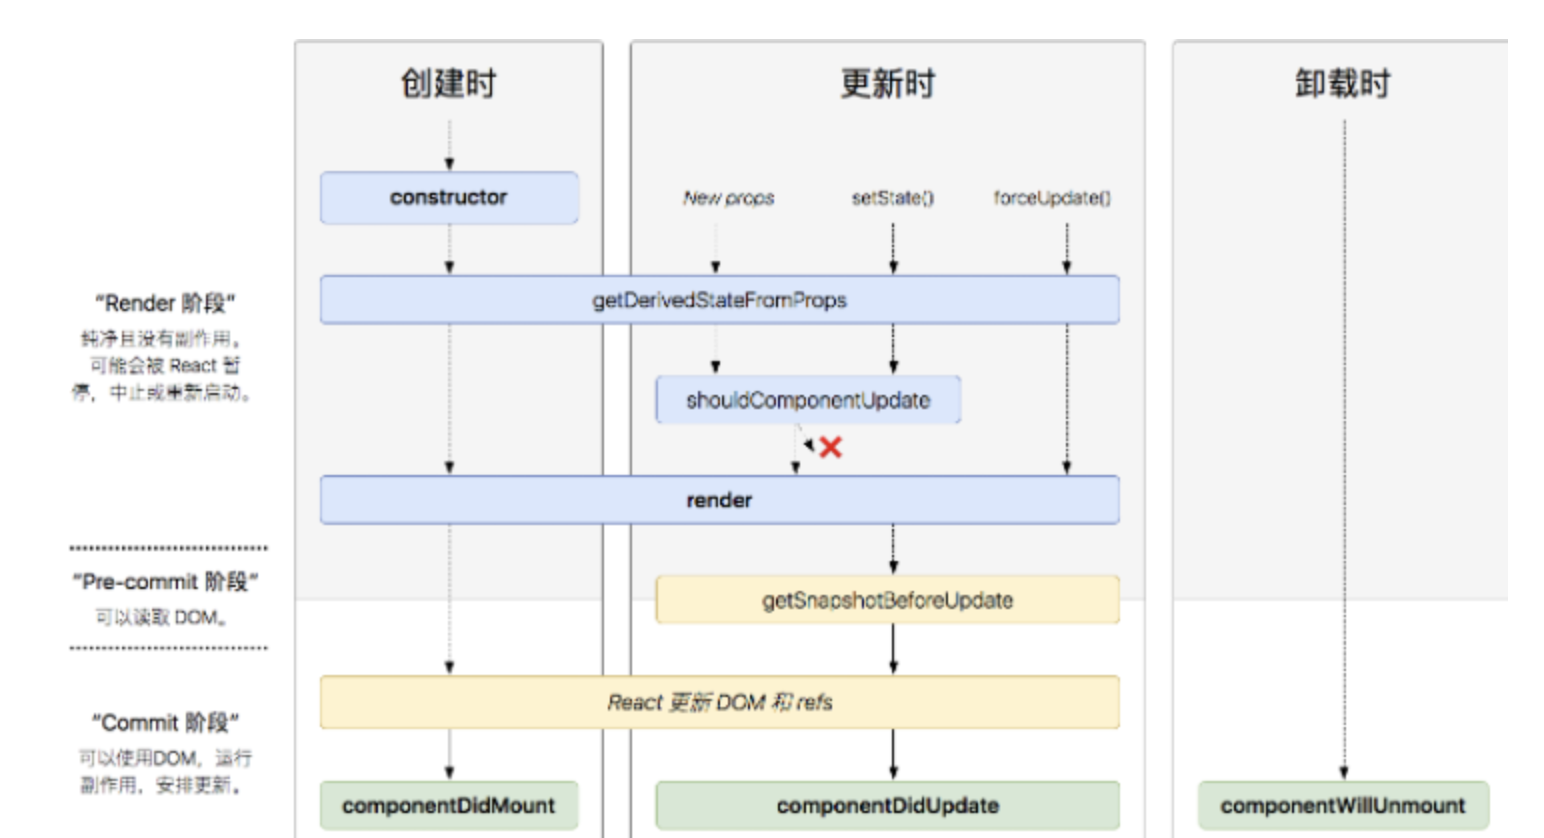 创建时
更新时
卸载时
constructor
New props
setState()
forceUpdate()
getDerivedStateFromProps
“Render 阶段”
纯净且没有副作用。
可能会被 React 暂
停，中止或重新启动。
shouldComponentUpdate
render
“Pre-commit 阶段”
可以读取 DOM。
getSnapshotBeforeUpdate
React 更新 DOM 和 refs
“Commit 阶段”
可以使用DOM，运行
副作用，安排更新。
componentDidMount
componentDidUpdate
componentWillUnmount